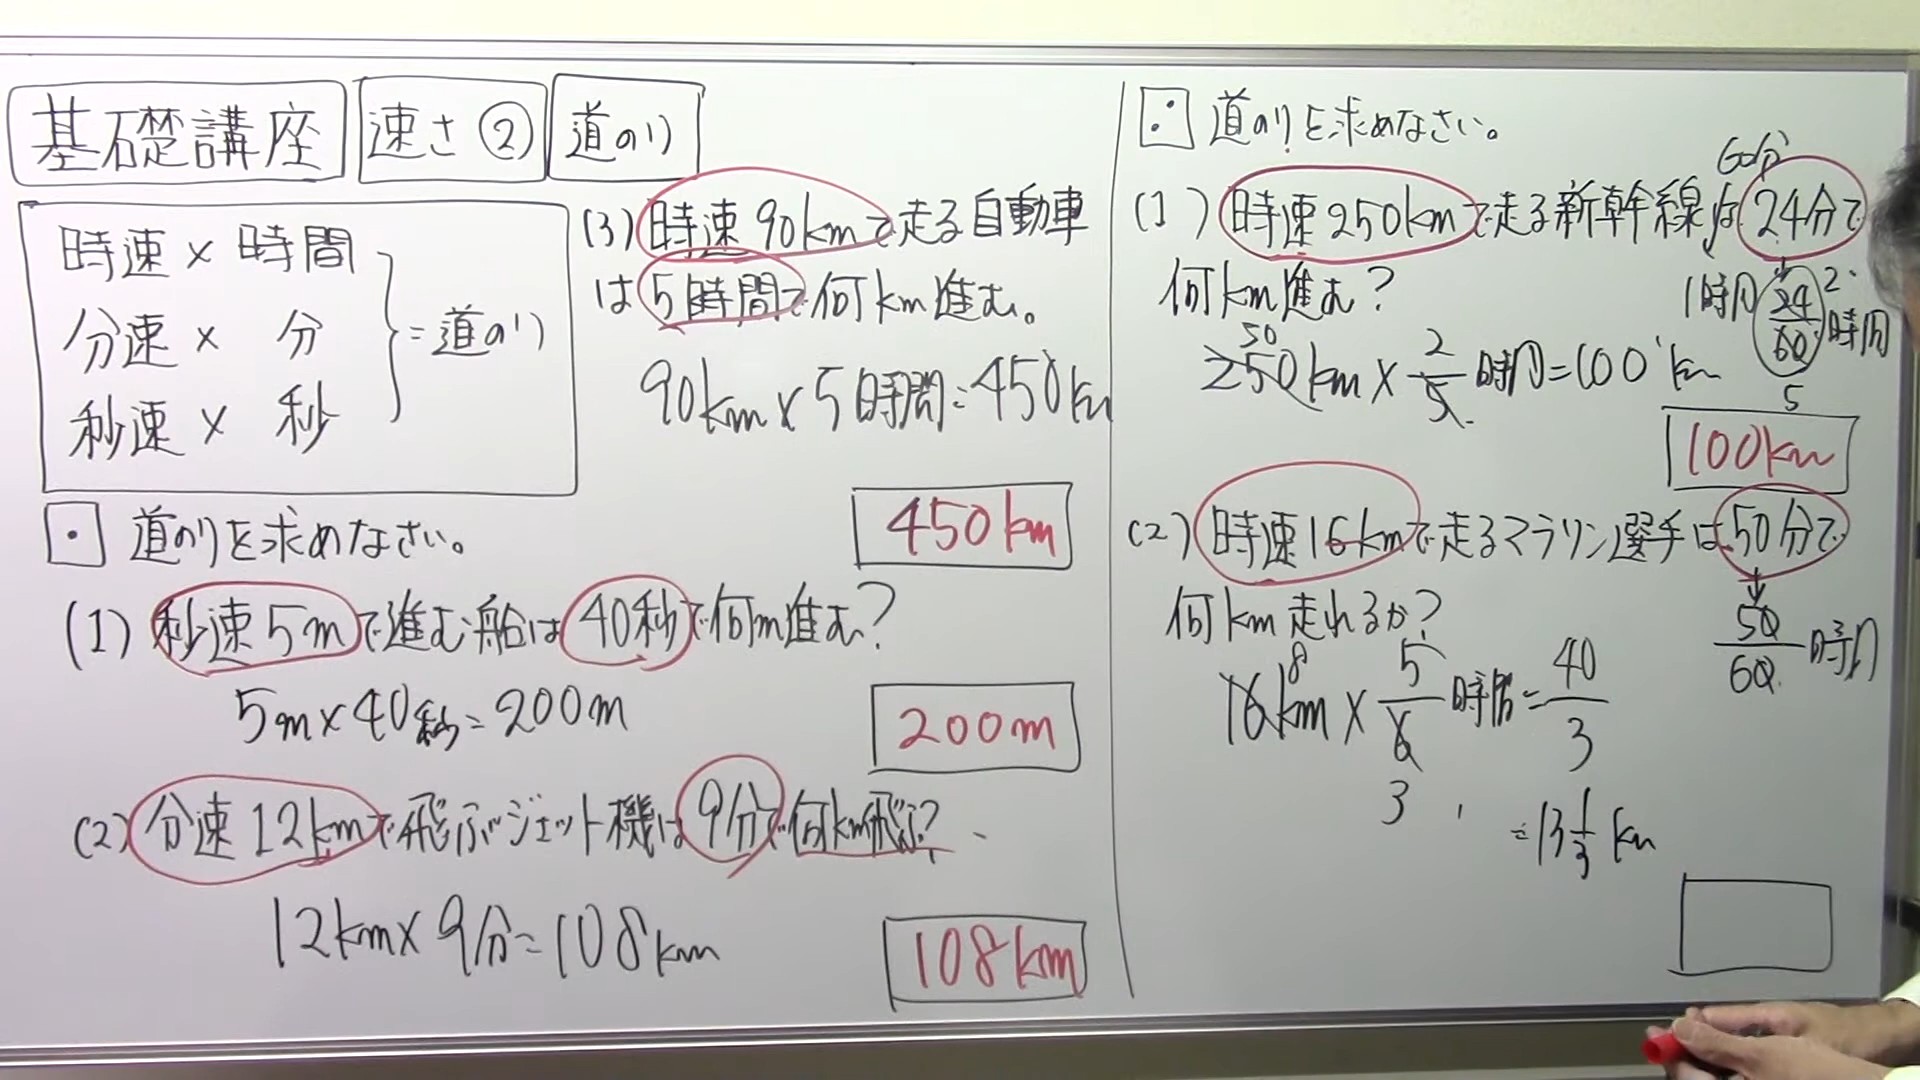 基礎講座 速さ② 道のり
時速 × 時間
分速 × 分
秒速 × 秒
= 道のり
道のりを求めなさい。
(1) 秒速5mで進む船は40秒で何m進む?
5m×40秒=200m
200m
(2) 分速12kmで飛ぶジェット機は9分で何km飛ぶ?
12km×9分=108km
108km
(3) 時速90kmで走る自動車
は5時間で何km進む。
90km×5時間=450km
450km
道のりを求めなさい。
60分
(1) 時速250kmで走る新幹線は24分で
何km進む?
1時間 24/60 時間
2
5
50
250km×2/5時間=100km
100km
(2) 時速16kmで走るマラソン選手は50分で
何km走れるか?
50/60時間
8
16km×5/6時間=40/3
3
=13 1/3 km